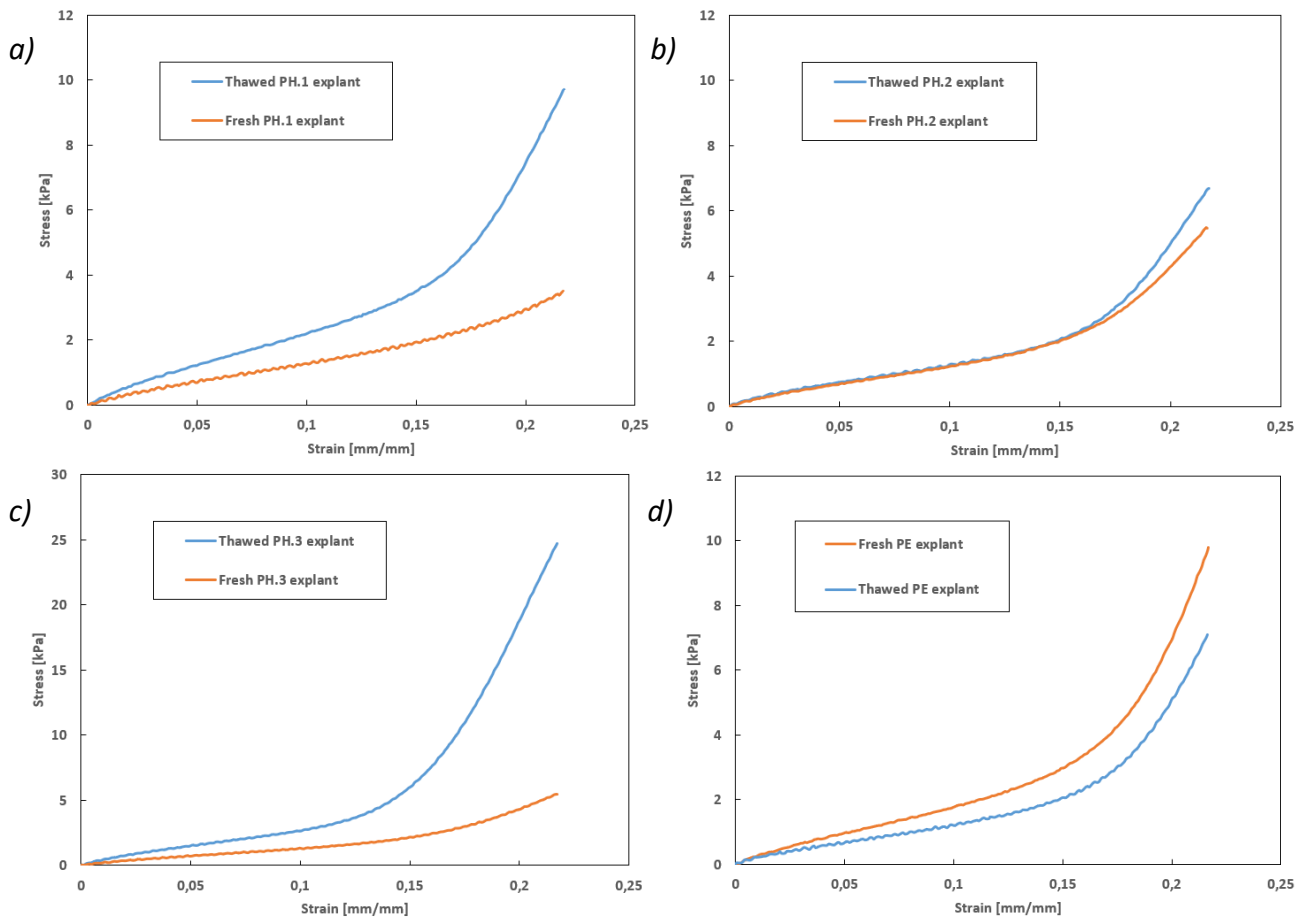 a)
12
10
8
6
4
2
0
Stress [kPa]
Thawed PH.1 explant
Fresh PH.1 explant
0
0,05
0,1
0,15
0,2
0,25
Strain [mm/mm]
b)
12
10
8
6
4
2
0
Stress [kPa]
Thawed PH.2 explant
Fresh PH.2 explant
0
0,05
0,1
0,15
0,2
0,25
Strain [mm/mm]
c)
30
25
20
15
10
5
0
Stress [kPa]
Thawed PH.3 explant
Fresh PH.3 explant
0
0,05
0,1
0,15
0,2
0,25
Strain [mm/mm]
d)
12
10
8
6
4
2
0
Stress [kPa]
Fresh PE explant
Thawed PE explant
0
0,05
0,1
0,15
0,2
0,25
Strain [mm/mm]